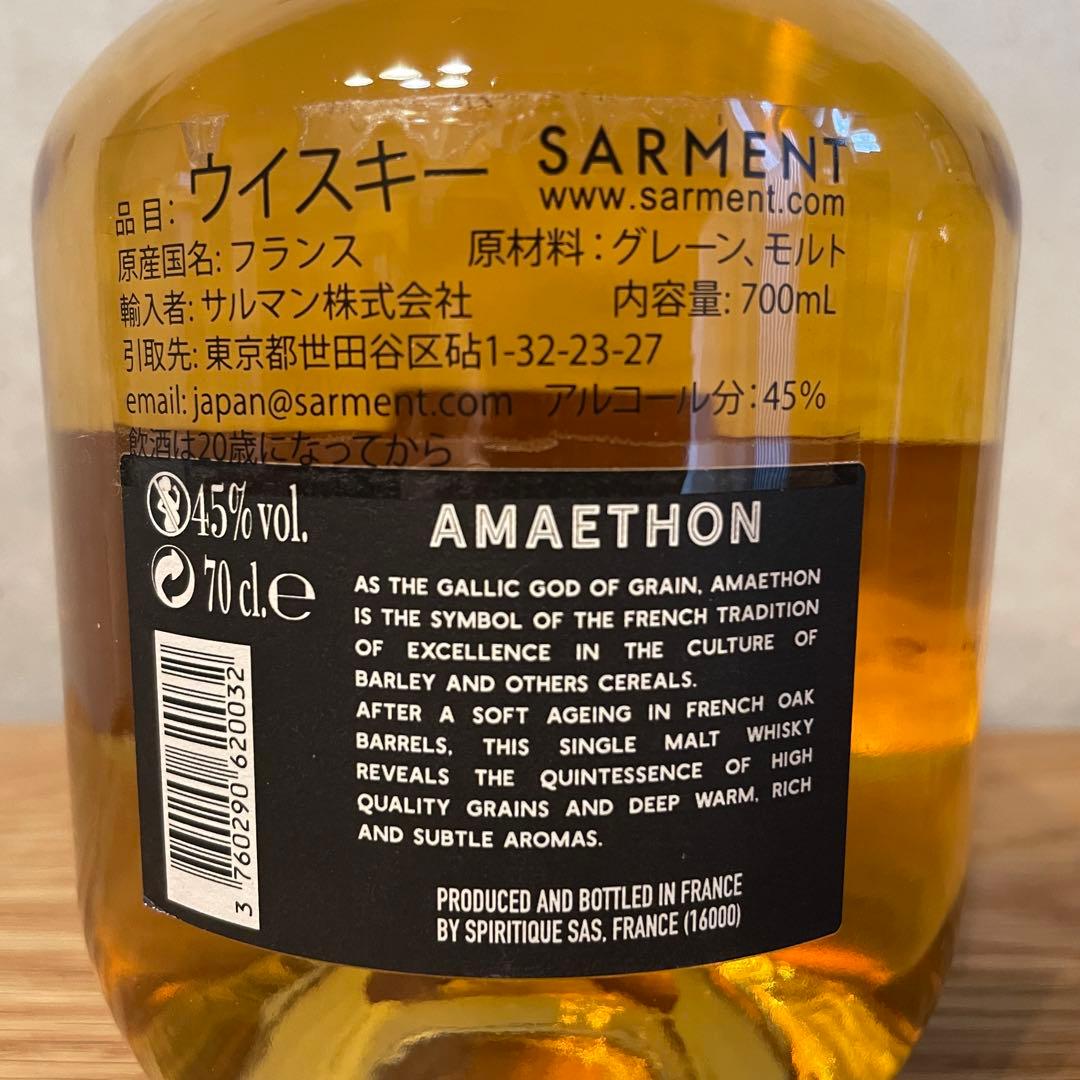 品目: ウイスキー
SARMENT
www.sarment.com
原産国名: フランス
原材料：グレーン、モルト
輸入者: サルマン株式会社
内容量: 700mL
引取先: 東京都世田谷区砧1-32-23-27
email: japan@sarment.com
アルコール分: 45%
飲酒は20歳になってから
45% vol.
70 cl. e
3 760290 620032
AMAETHON
AS THE GALLIC GOD OF GRAIN, AMAETHON
IS THE SYMBOL OF THE FRENCH TRADITION
OF EXCELLENCE IN THE CULTURE OF
BARLEY AND OTHERS CEREALS.
AFTER A SOFT AGEING IN FRENCH OAK
BARRELS, THIS SINGLE MALT WHISKY
REVEALS THE QUINTESSENCE OF HIGH
QUALITY GRAINS AND DEEP WARM, RICH
AND SUBTLE AROMAS.
PRODUCED AND BOTTLED IN FRANCE
BY SPIRITIQUE SAS, FRANCE (16000)